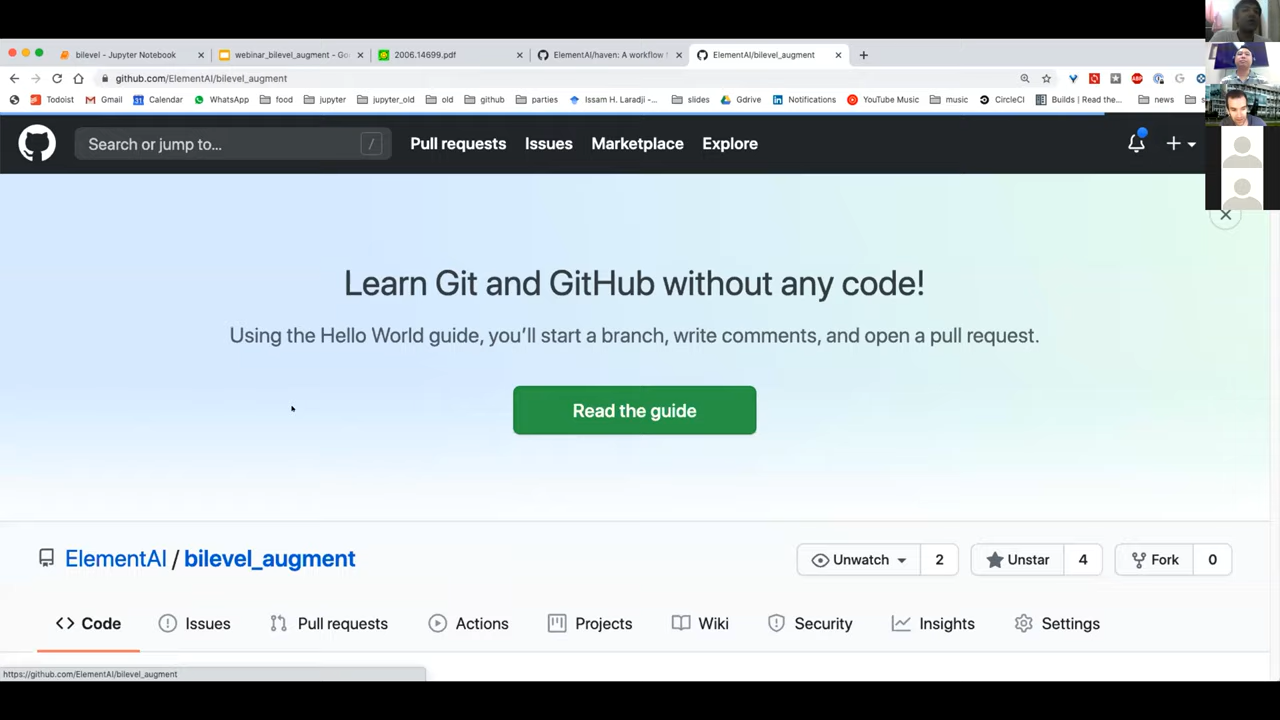 bilevel - Jupyter Notebook
webinar_bilevel_augment - Go
2006.14699.pdf
ElementAI/haven: A workflow
ElementAI/bilevel_augment
github.com/ElementAI/bilevel_augment
ABP
G
Todoist
Gmail
Calendar
WhatsApp
food
jupyter
jupyter_old
old
github
parties
Issam H. Laradji -...
slides
Gdrive
Notifications
YouTube Music
music
CircleCI
Builds | Read the...
news
s
Search or jump to...
/
Pull requests
Issues
Marketplace
Explore
Learn Git and GitHub without any code!
Using the Hello World guide, you’ll start a branch, write comments, and open a pull request.
Read the guide
ElementAI / bilevel_augment
Unwatch
2
Unstar
4
Fork
0
Code
Issues
Pull requests
Actions
Projects
Wiki
Security
Insights
Settings
https://github.com/ElementAI/bilevel_augment